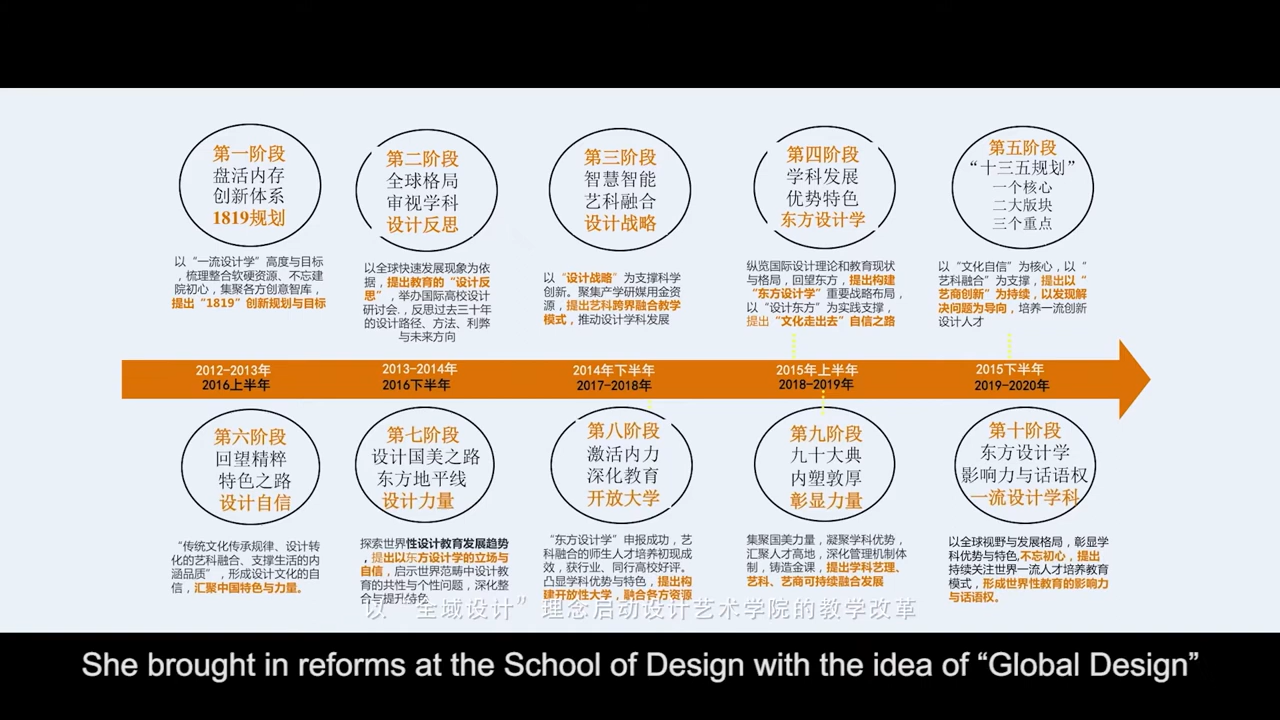 第一阶段
盘活内存
创新体系
1819规划
第二阶段
全球格局
审视学科
设计反思
第三阶段
智慧智能
艺科融合
设计战略
第四阶段
学科发展
优势特色
东方设计学
第五阶段
“十三五规划”
一个核心
二大版块
三个重点
以“一流设计学”高度与目标
，梳理整合软硬资源、不忘建
院初心，集聚各方创意智库，
提出“1819”创新规划与目标
以全球快速发展现象为依
据，提出教育的“设计反
思”，举办国际高校设计
研讨会.，反思过去三十年
的设计路径、方法、利弊
与未来方向
以“设计战略”为支撑科学
创新。聚集产学研媒用金资
源，提出艺科跨界融合教学
模式，推动设计学科发展
纵览国际设计理论和教育现状
与格局，回望东方，提出构建
“东方设计学”重要战略布局，
以“设计东方”为实践支撑，
提出“文化走出去”自信之路
以“文化自信”为核心，以“
艺科融合”为支撑，提出以“
艺商创新”为持续，以发现解
决问题为导向，培养一流创新
设计人才
2012-2013年
2016上半年
2013-2014年
2016下半年
2014年下半年
2017-2018年
2015年上半年
2018-2019年
2015下半年
2019-2020年
第六阶段
回望精粹
特色之路
设计自信
第七阶段
设计国美之路
东方地平线
设计力量
第八阶段
激活内力
深化教育
开放大学
第九阶段
九十大典
内塑敦厚
彰显力量
第十阶段
东方设计学
影响力与话语权
一流设计学科
“传统文化传承规律、设计转
化的艺科融合、支撑生活的内
涵品质”，形成设计文化的自
信，汇聚中国特色与力量。
探索世界性设计教育发展趋势
，提出以东方设计学的立场与
自信，启示世界范畴中设计教
育的共性与个性问题，深化整
合与提升特色
“东方设计学”申报成功，艺
科融合的师生人才培养初现成
效，获行业、同行高校好评。
凸显学科优势与特色，提出构
建开放性大学，融合各方资源
集聚国美力量，凝聚学科优势，
汇聚人才高地，深化管理机制体
制，铸造金课，提出学科艺理、
艺科、艺商可持续融合发展
以全球视野与发展格局，彰显学
科优势与特色,不忘初心，提出
持续关注世界一流人才培养教育
模式，形成世界性教育的影响力
与话语权。
以“全域设计”理念启动设计艺术学院的教学改革
She brought in reforms at the School of Design with the idea of “Global Design”